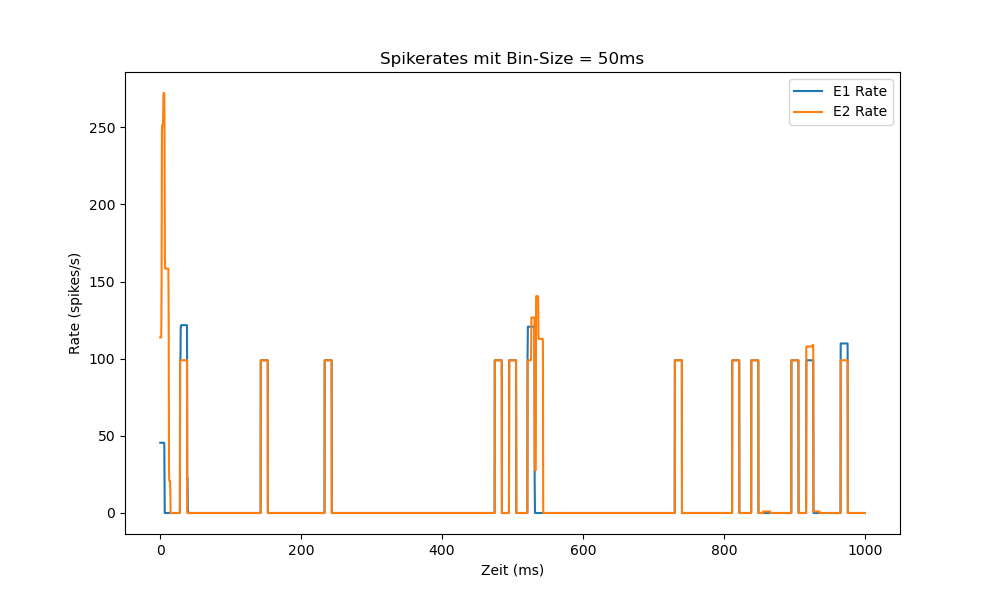 Spikerates mit Bin-Size = 50ms
E1 Rate
E2 Rate
250
200
150
100
50
0
Rate (spikes/s)
0 200 400 600 800 1000
Zeit (ms)